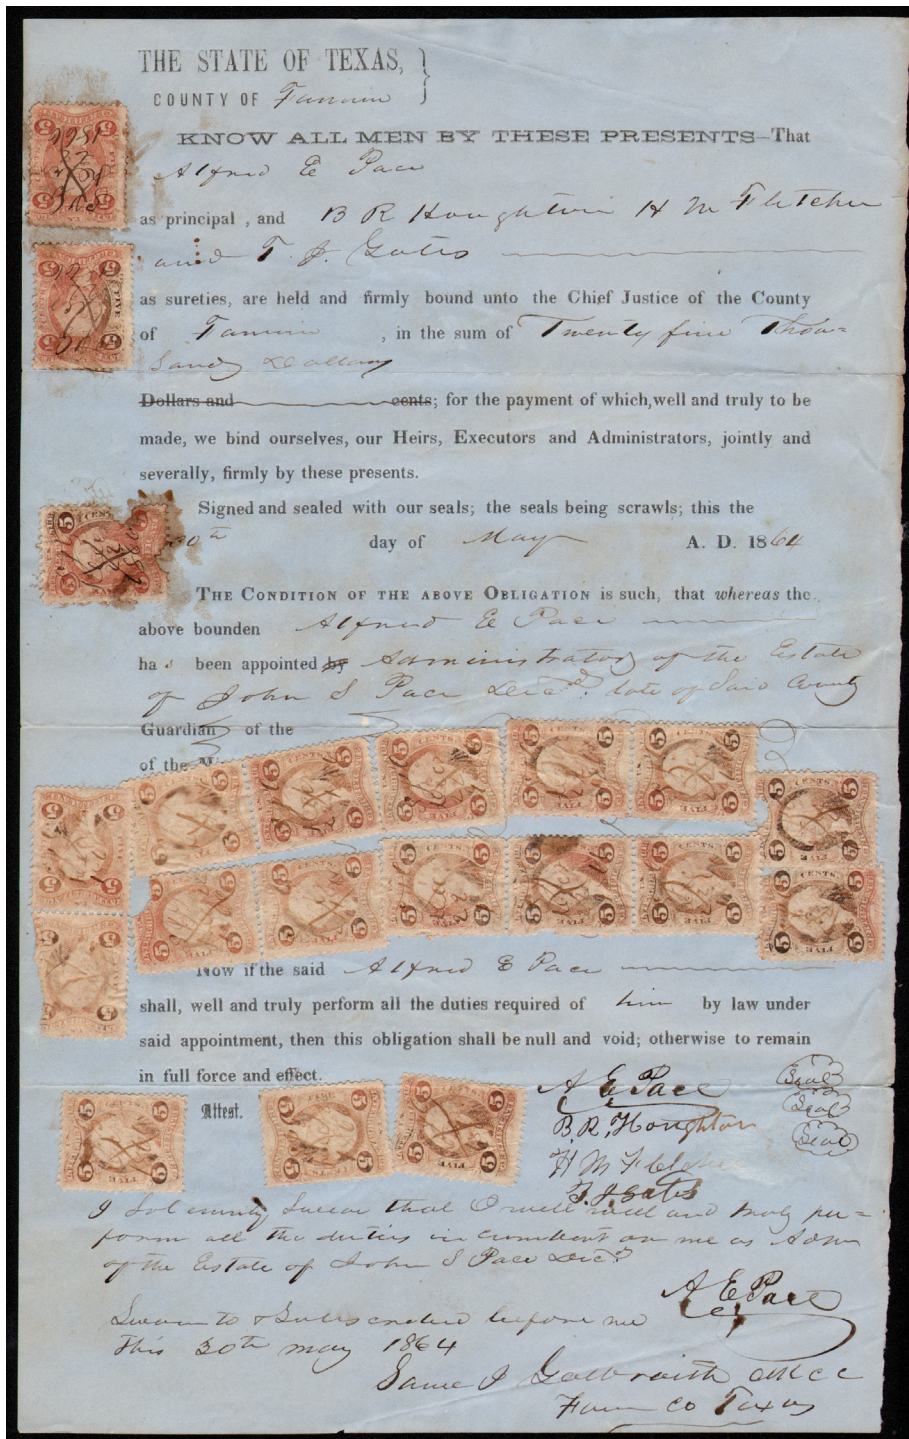 THE STATE OF TEXAS,
COUNTY OF Fannin
KNOW ALL MEN BY THESE PRESENTS—That
Alfred E Pace
as principal, and B R Houghton H M Fletcher
and T. J. Gates
as sureties, are held and firmly bound unto the Chief Justice of the County
of Fannin, in the sum of Twenty five Thou=
sand Dollars
Dollars and cents; for the payment of which, well and truly to be
made, we bind ourselves, our Heirs, Executors and Administrators, jointly and
severally, firmly by these presents.
Signed and sealed with our seals; the seals being scrawls; this the
30th day of May A. D. 1864
THE CONDITION OF THE ABOVE OBLIGATION is such, that whereas the
above bounden Alfred E Pace
has been appointed by Administrator of the Estate
of John S Pace Decd. late of Said County
Guardian of the
of the M
Now if the said Alfred E Pace
shall, well and truly perform all the duties required of him by law under
said appointment, then this obligation shall be null and void; otherwise to remain
in full force and effect.
Attest.
A E Pace Seal
B. R. Houghton Seal
H M Fletcher Seal
T. J. Gates
I Solemnly Swear that I will well and truly per=
form all the duties incumbent on me as Admr
of the Estate of John S Pace Decd.
A E Pace
Sworn to & Subscribed before me
this 30th may 1864
Galbraith
Fann Co Texas